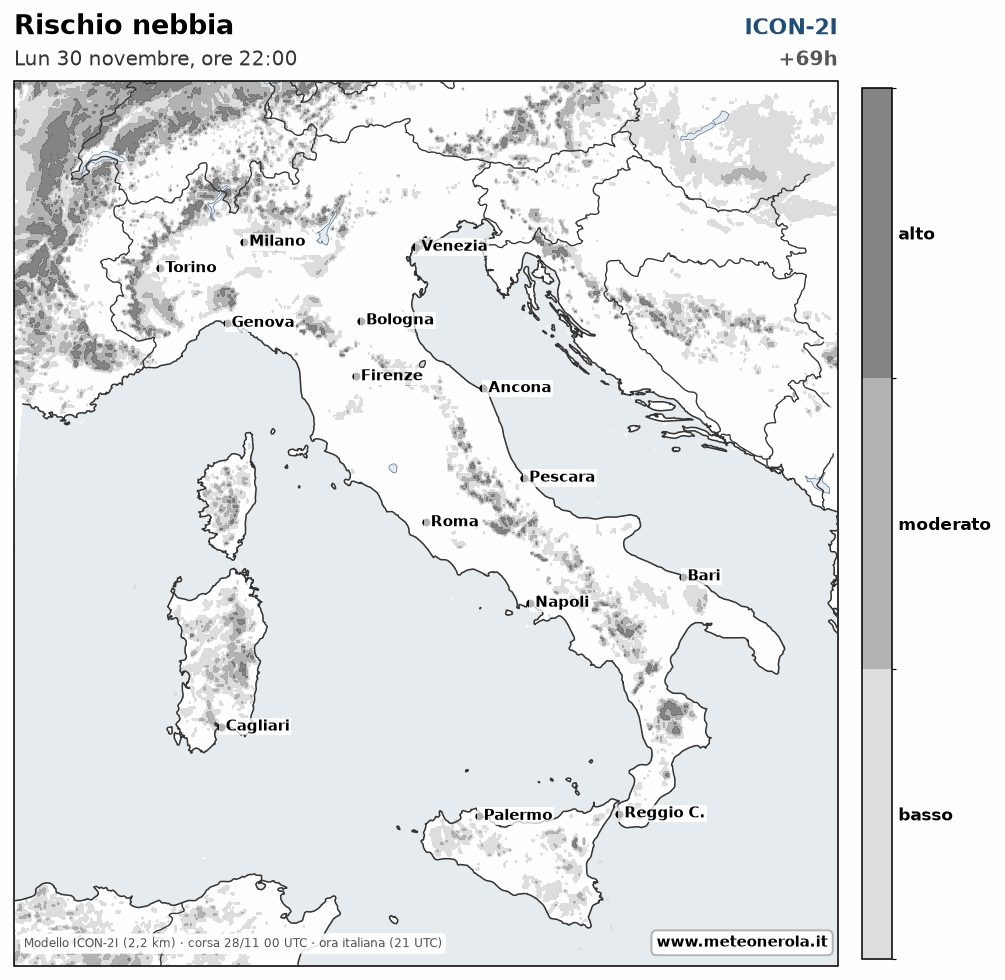 Rischio nebbia
ICON-2I
Lun 30 novembre, ore 22:00
+69h
alto
moderato
basso
Milano
Venezia
Torino
Genova
Bologna
Firenze
Ancona
Pescara
Roma
Bari
Napoli
Cagliari
Palermo
Reggio C.
Modello ICON-2I (2,2 km) · corsa 28/11 00 UTC · ora italiana (21 UTC)
www.meteonerola.it